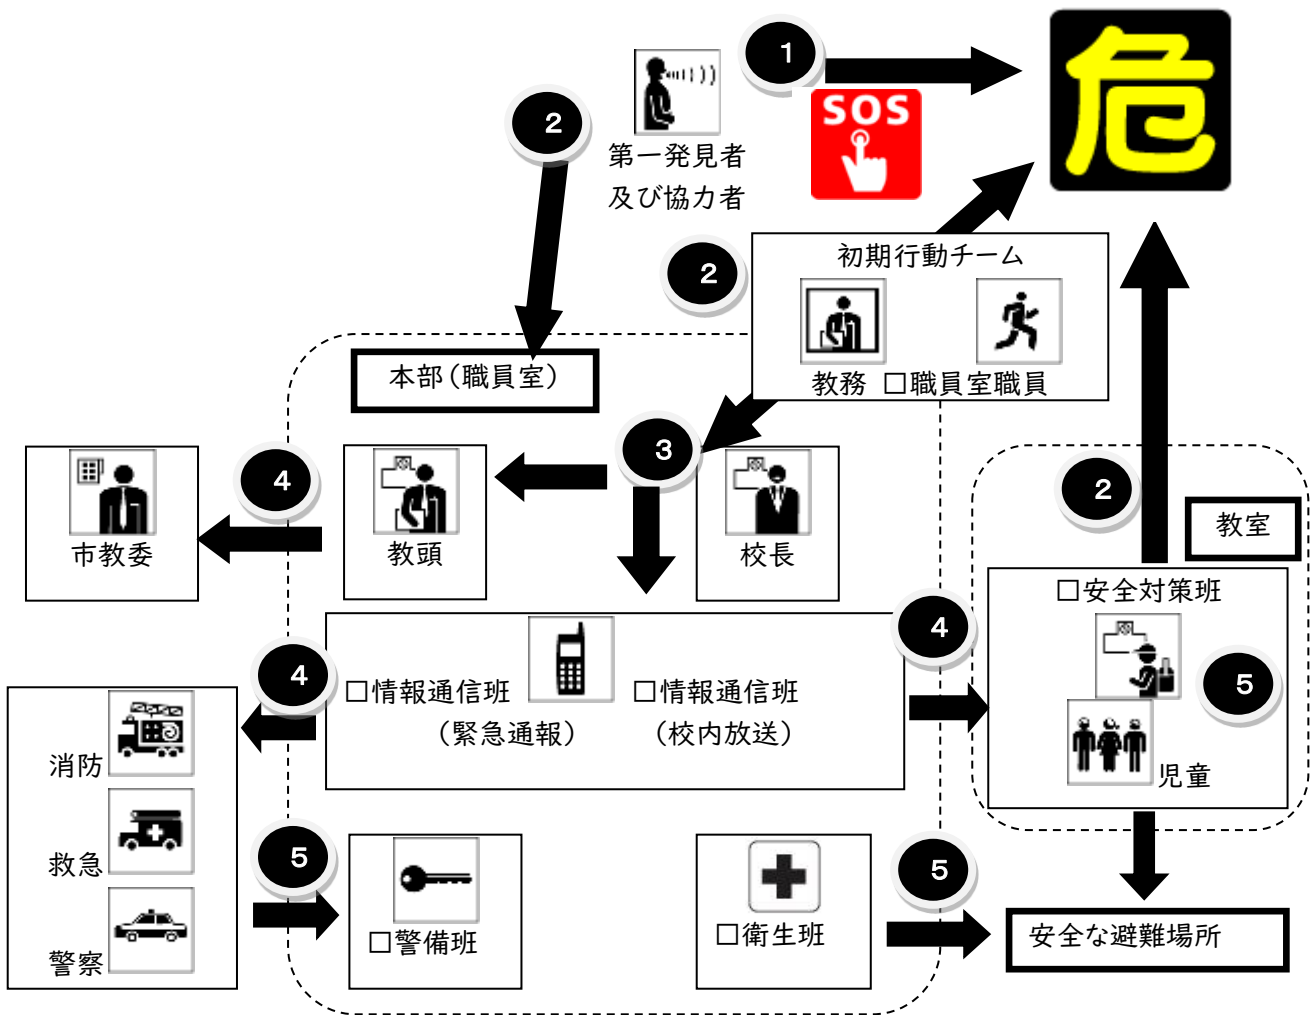 1
危
SOS
2
第一発見者
及び協力者
初期行動チーム
2
教務 □職員室職員
本部(職員室)
3
4
市教委
教頭
校長
2
教室
□安全対策班
5
児童
4
4
□情報通信班
(緊急通報)
□情報通信班
(校内放送)
消防
救急
警察
5
□警備班
□衛生班
5
安全な避難場所